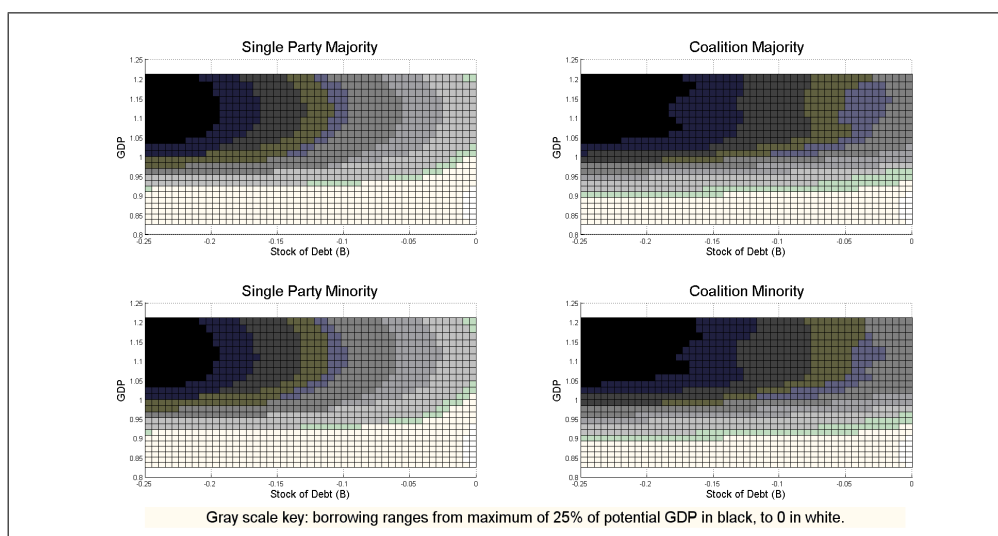 Single Party Majority
1.25
1.2
1.15
1.1
1.05
1
0.95
0.9
0.85
0.8
GDP
-0.25 -0.2 -0.15 -0.1 -0.05 0
Stock of Debt (B)
Coalition Majority
1.25
1.2
1.15
1.1
1.05
1
0.95
0.9
0.85
0.8
GDP
-0.25 -0.2 -0.15 -0.1 -0.05 0
Stock of Debt (B)
Single Party Minority
1.25
1.2
1.15
1.1
1.05
1
0.95
0.9
0.85
0.8
GDP
-0.25 -0.2 -0.15 -0.1 -0.05 0
Stock of Debt (B)
Coalition Minority
1.25
1.2
1.15
1.1
1.05
1
0.95
0.9
0.85
0.8
GDP
-0.25 -0.2 -0.15 -0.1 -0.05 0
Stock of Debt (B)
Gray scale key: borrowing ranges from maximum of 25% of potential GDP in black, to 0 in white.